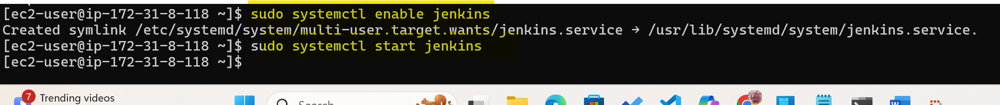 [ec2-user@ip-172-31-8-118 ~]$ sudo systemctl enable jenkins
Created symlink /etc/systemd/system/multi-user.target.wants/jenkins.service → /usr/lib/systemd/system/jenkins.service.
[ec2-user@ip-172-31-8-118 ~]$ sudo systemctl start jenkins
[ec2-user@ip-172-31-8-118 ~]$
7 Trending videos
Search
W